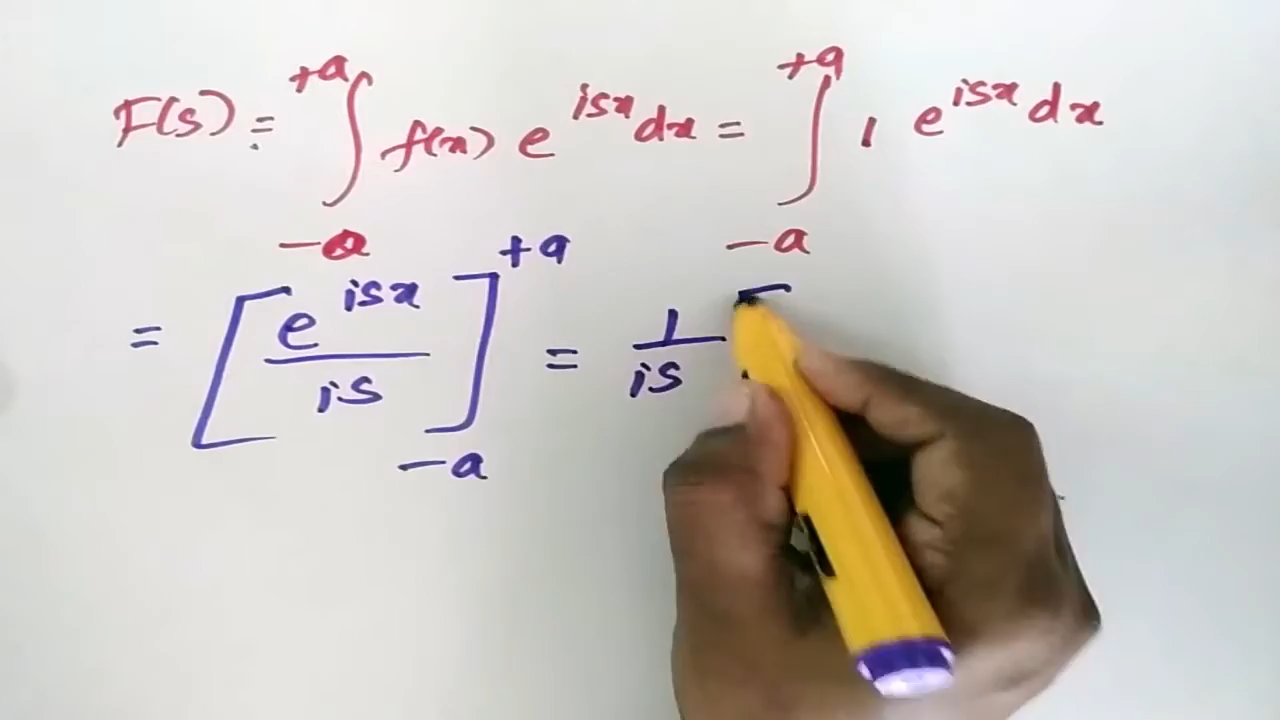 F(s) = ∫_{-a}^{+a} f(x) e^{isx} dx = ∫_{-a}^{+a} 1 e^{isx} dx
= [ e^{isx} / is ]_{-a}^{+a} = 1/is [